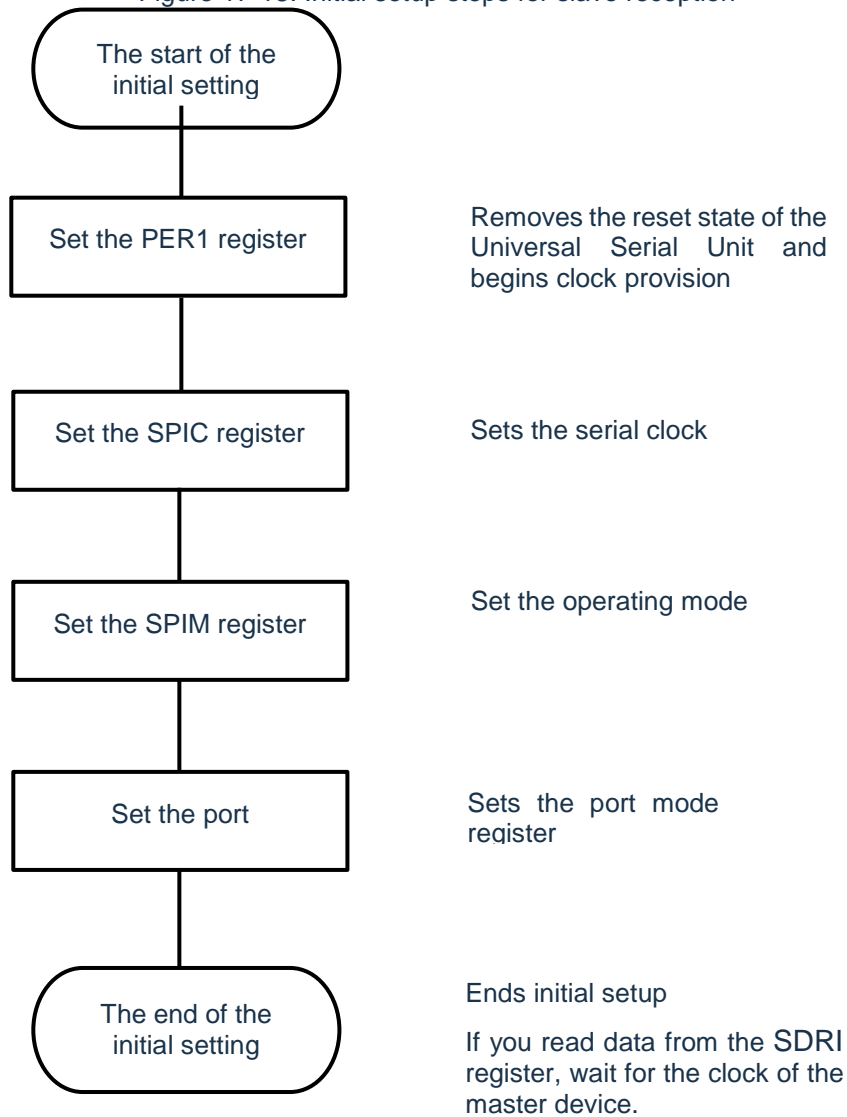 The start of the
initial setting
Set the PER1 register
Removes the reset state of the
Universal Serial Unit and
begins clock provision
Set the SPIC register
Sets the serial clock
Set the SPIM register
Set the operating mode
Set the port
Sets the port mode
register
The end of the
initial setting
Ends initial setup
If you read data from the SDRI
register, wait for the clock of the
master device.